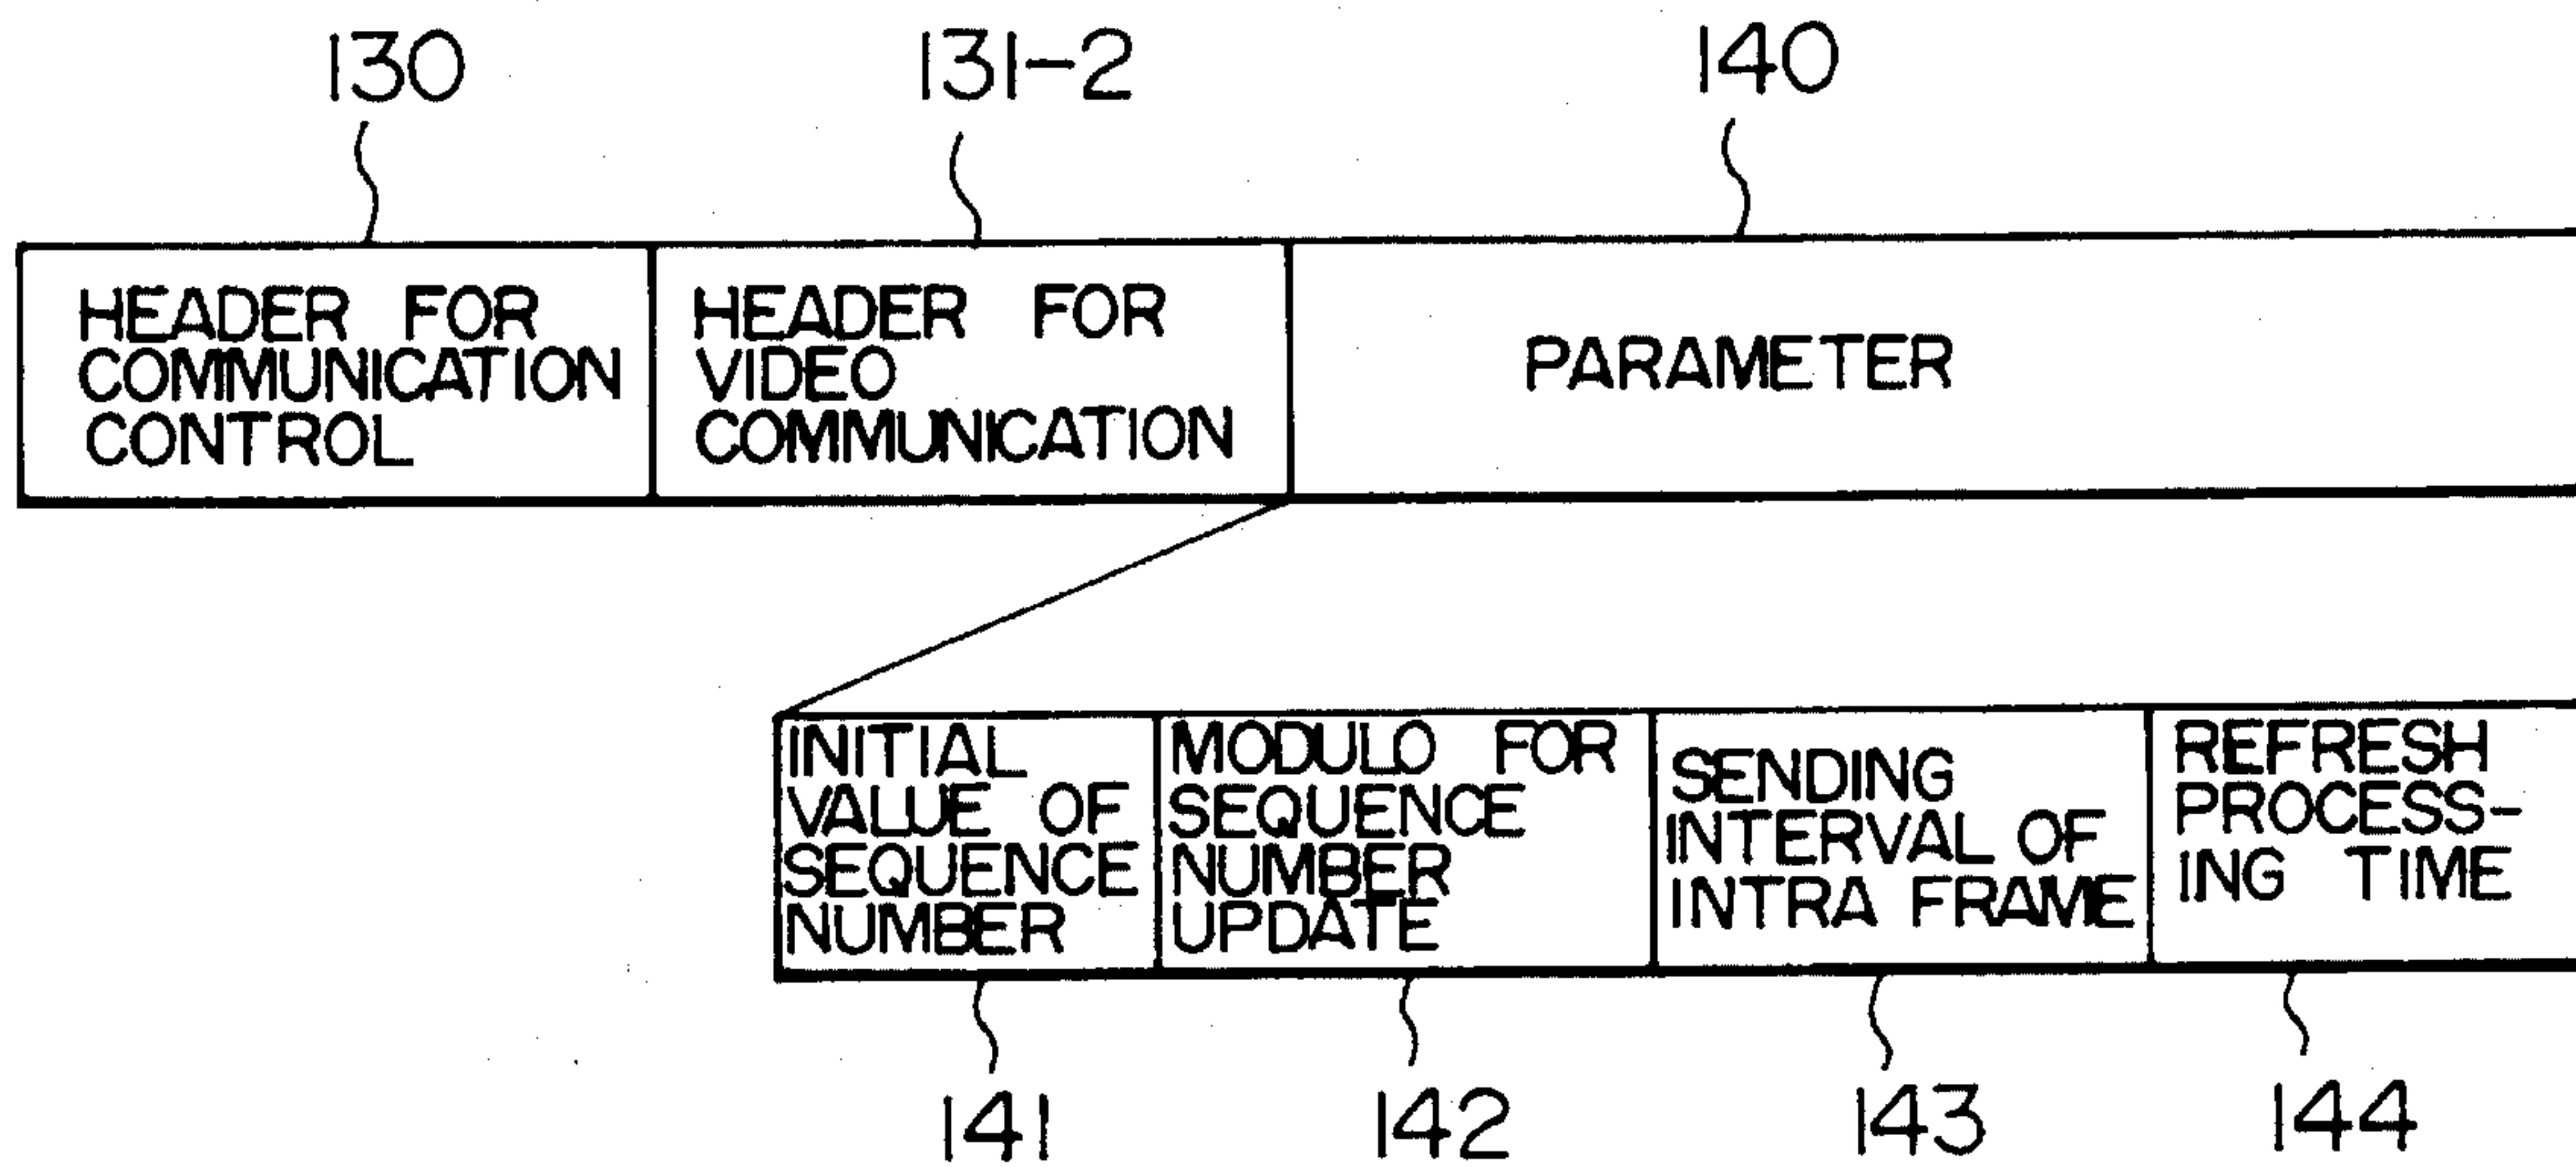 130
131-2
140
HEADER FOR
COMMUNICATION
CONTROL
HEADER FOR
VIDEO
COMMUNICATION
PARAMETER
INITIAL
VALUE OF
SEQUENCE
NUMBER
MODULO FOR
SEQUENCE
NUMBER
UPDATE
SENDING
INTERVAL OF
INTRA FRAME
REFRESH
PROCESS-
ING TIME
141
142
143
144